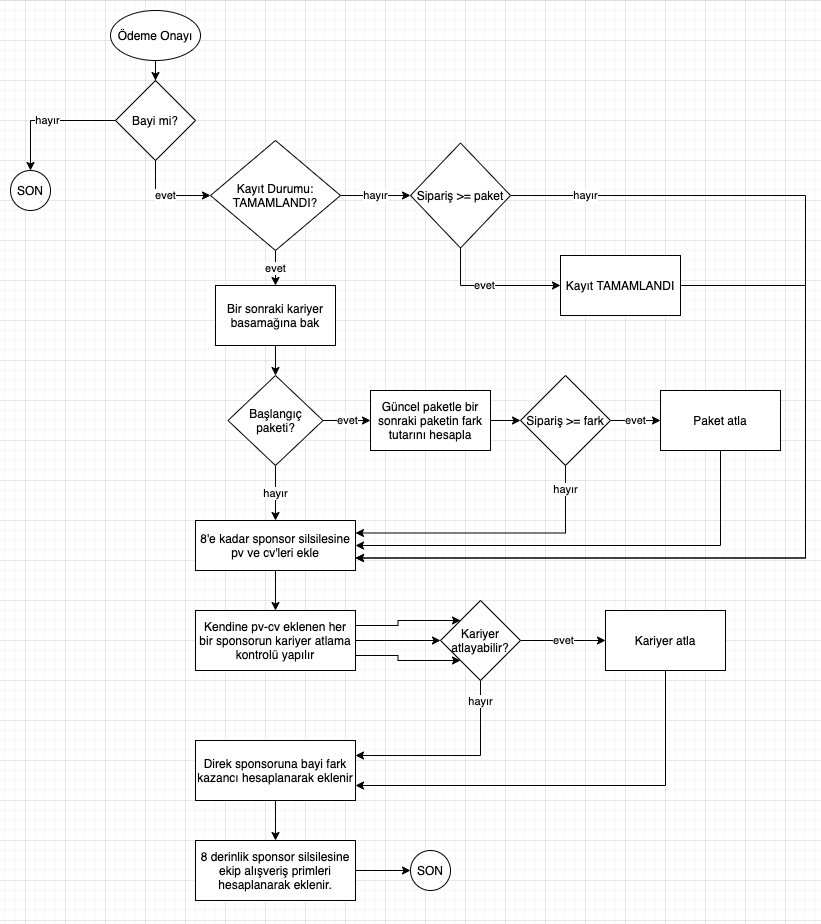 Ödeme Onayı
Bayi mi?
hayır
SON
evet
Kayıt Durumu:
TAMAMLANDI?
hayır
Sipariş >= paket
hayır
evet
evet
Kayıt TAMAMLANDI
Bir sonraki kariyer
basamağına bak
Başlangıç
paketi?
evet
Güncel paketle bir
sonraki paketin fark
tutarını hesapla
Sipariş >= fark
evet
Paket atla
hayır
hayır
8'e kadar sponsor silsilesine
pv ve cv'leri ekle
Kendine pv-cv eklenen her
bir sponsorun kariyer atlama
kontrolü yapılır
Kariyer
atlayabilir?
evet
Kariyer atla
hayır
Direk sponsoruna bayi fark
kazancı hesaplanarak eklenir
8 derinlik sponsor silsilesine
ekip alışveriş primleri
hesaplanarak eklenir.
SON